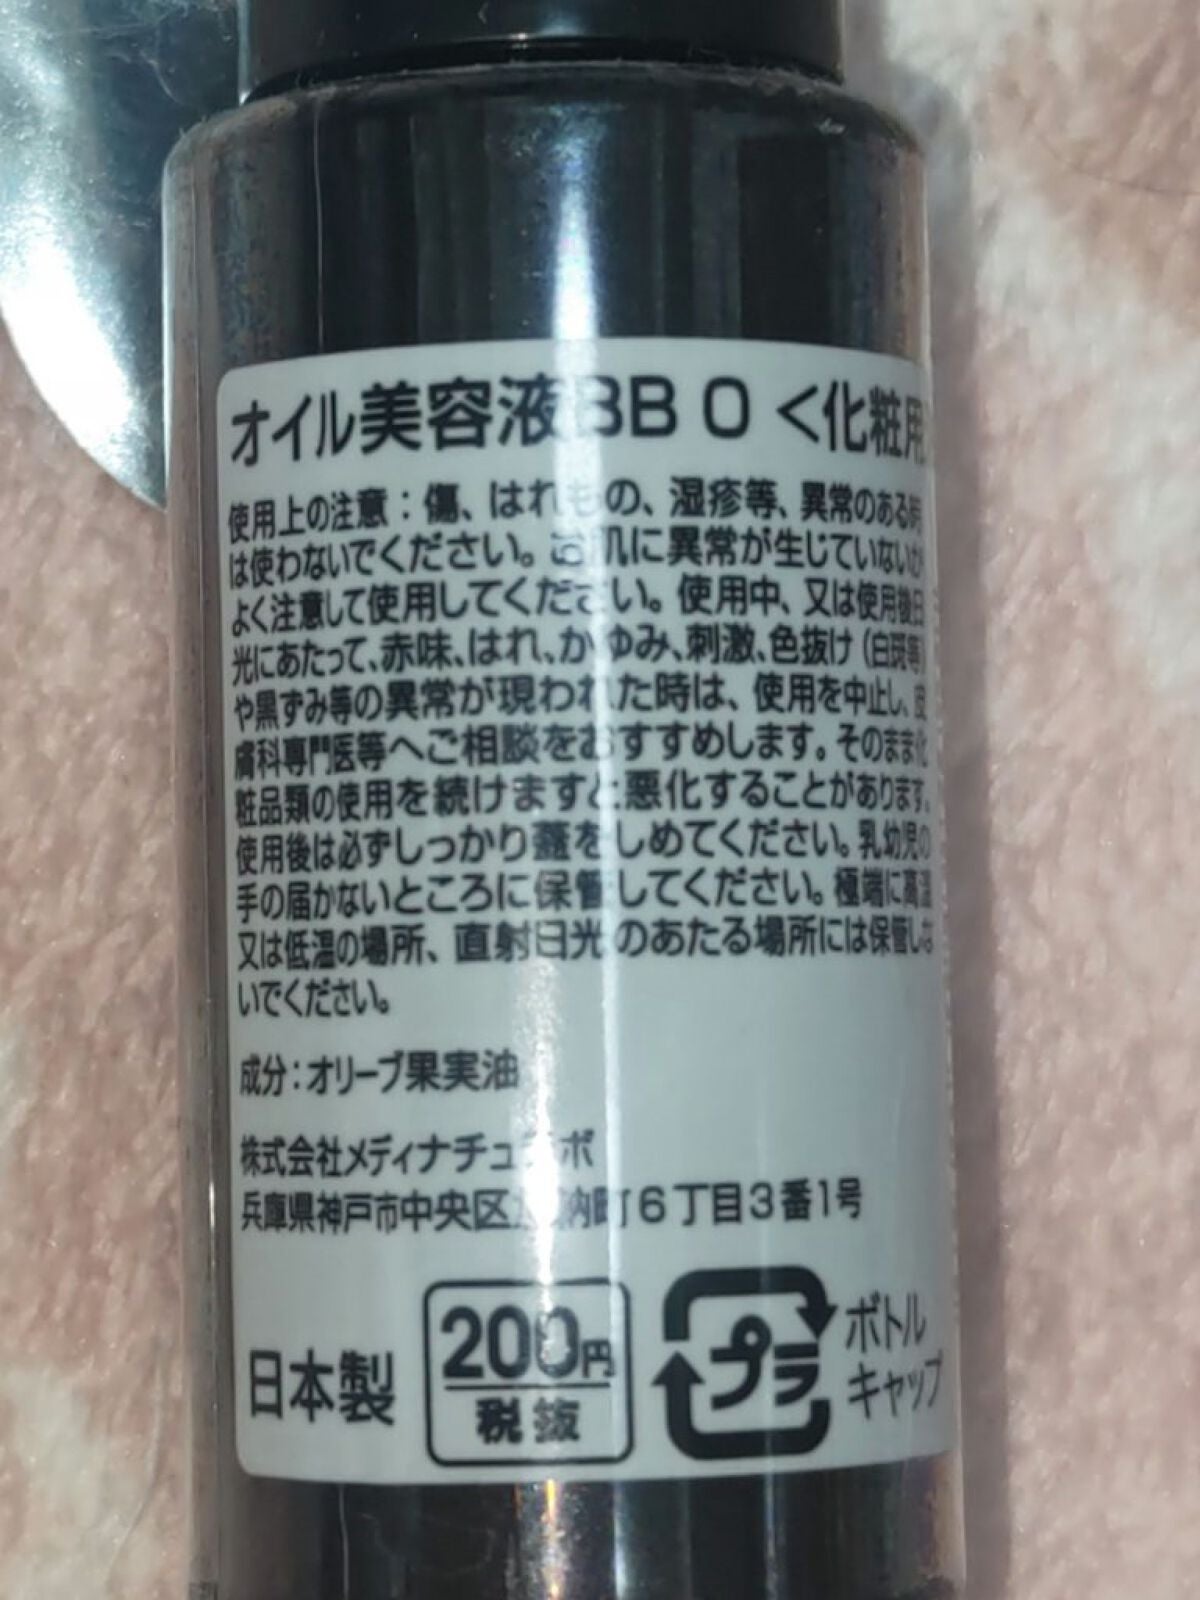 オイル美容液BB O <化粧用
使用上の注意：傷、はれもの、湿疹等、異常のある時
は使わないでください。お肌に異常が生じていないか
よく注意して使用してください。使用中、又は使用後日
光にあたって、赤味、はれ、かゆみ、刺激、色抜け（白斑等）
や黒ずみ等の異常が現われた時は、使用を中止し、皮
膚科専門医等へご相談をおすすめします。そのまま化
粧品類の使用を続けますと悪化することがあります。
使用後は必ずしっかり蓋をしめてください。乳幼児の
手の届かないところに保管してください。極端に高温
又は低温の場所、直射日光のあたる場所には保管しな
いでください。
成分：オリーブ果実油
株式会社メディナチュラボ
兵庫県神戸市中央区 町6丁目3番1号
日本製
200円
税抜
プラ
ボトル
キャップ